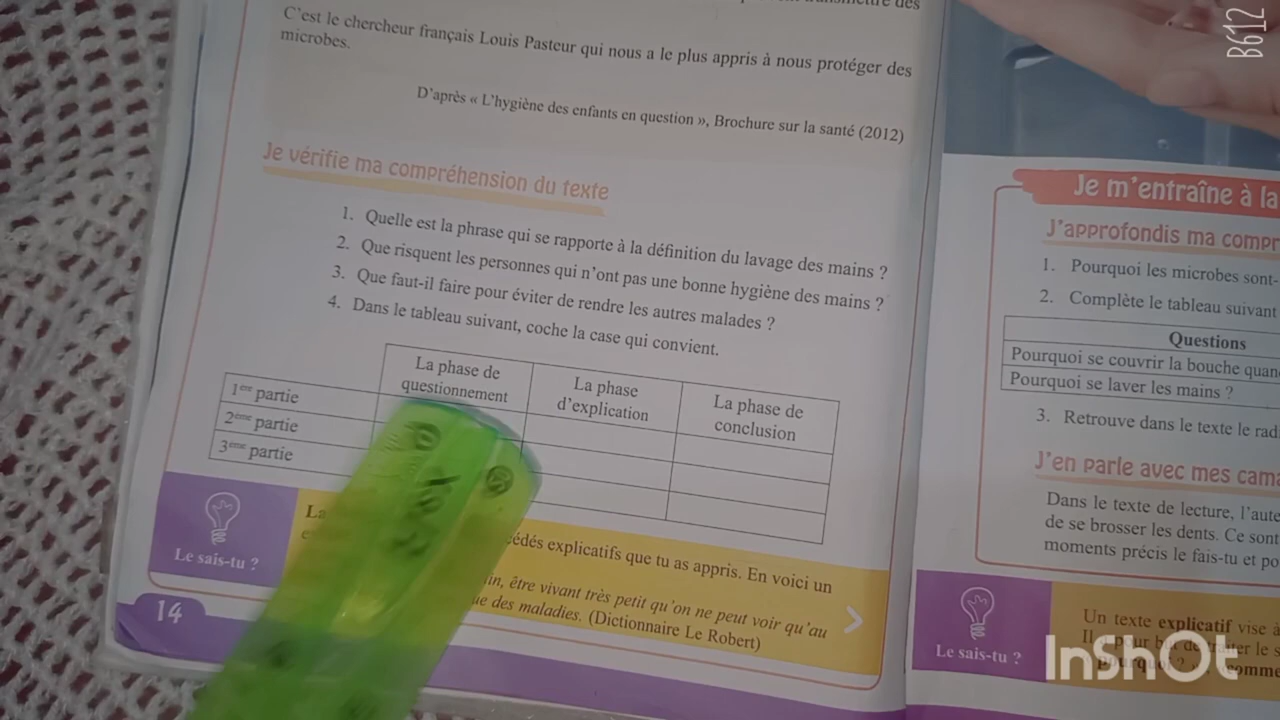 C'est le chercheur français Louis Pasteur qui nous a le plus appris à nous protéger des
microbes.
D'après « L'hygiène des enfants en question », Brochure sur la santé (2012)
Je vérifie ma compréhension du texte
1. Quelle est la phrase qui se rapporte à la définition du lavage des mains ?
2. Que risquent les personnes qui n'ont pas une bonne hygiène des mains ?
3. Que faut-il faire pour éviter de rendre les autres malades ?
4. Dans le tableau suivant, coche la case qui convient.
La phase de
questionnement
La phase
d'explication
La phase de
conclusion
1ère partie
2ème partie
3ème partie
Le sais-tu ?
La
que tu as appris. En voici un
explicatifs
être vivant très petit qu'on ne peut voir qu'au
des maladies. (Dictionnaire Le Robert)
14
Je m'entraîne à la
J'approfondis ma
1. Pourquoi les microbes sont-
2. Complète le tableau suivant
Questions
Pourquoi se couvrir la bouche
Pourquoi se laver les mains ?
3. Retrouve dans le texte le
J'en parle avec mes
Dans le texte de lecture,
de se brosser les dents. Ce sont
moments précis le fais-tu et
Le sais-tu ?
Un texte explicatif vise
B612
InShOt